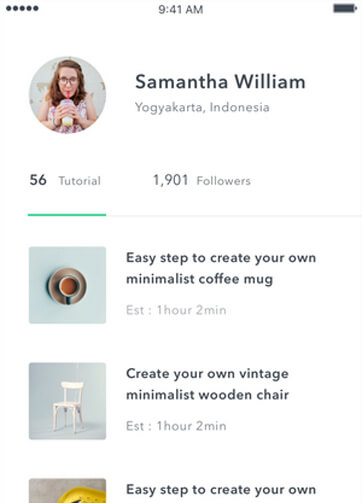 9:41 AM
Samantha William
Yogyakarta, Indonesia
56 Tutorial 1,901 Followers
Easy step to create your own
minimalist coffee mug
Est : 1hour 2min
Create your own vintage
minimalist wooden chair
Est : 1hour 2min
Easy step to create your own